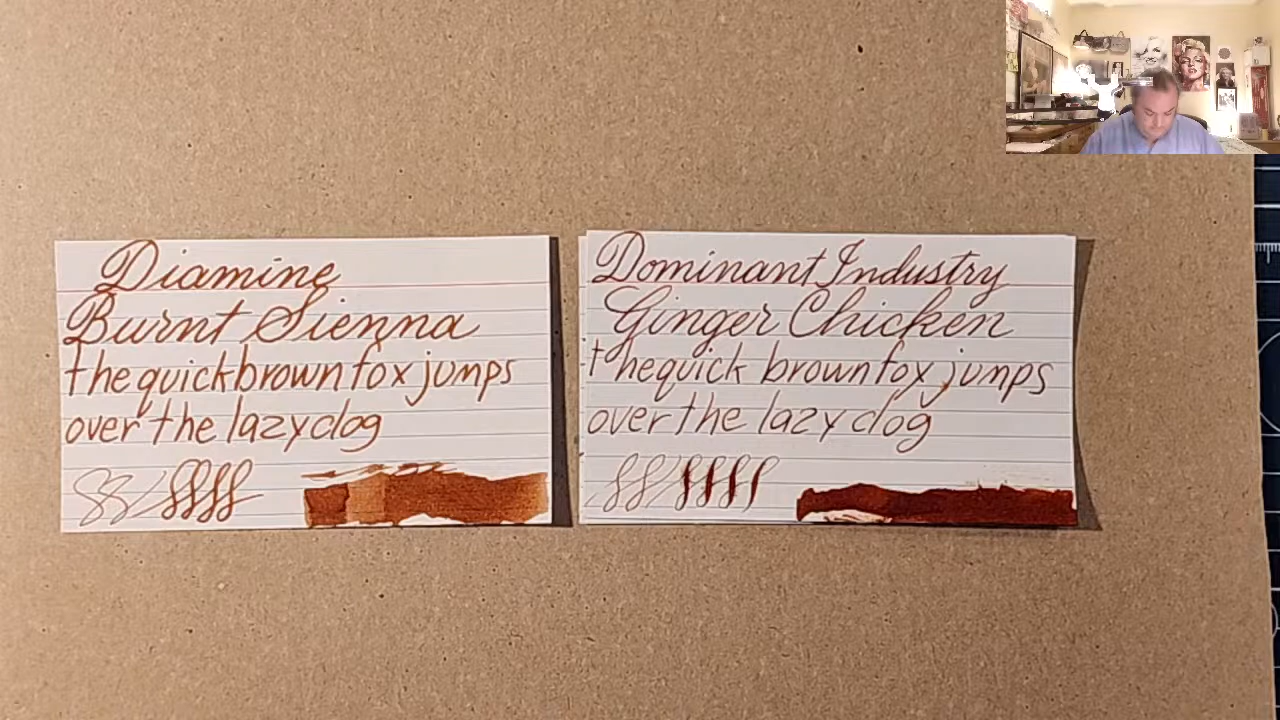 Diamine
Burnt Sienna
the quick brown fox jumps
over the lazy dog
Dominant Industry
Ginger Chicken
the quick brown fox jumps
over the lazy dog